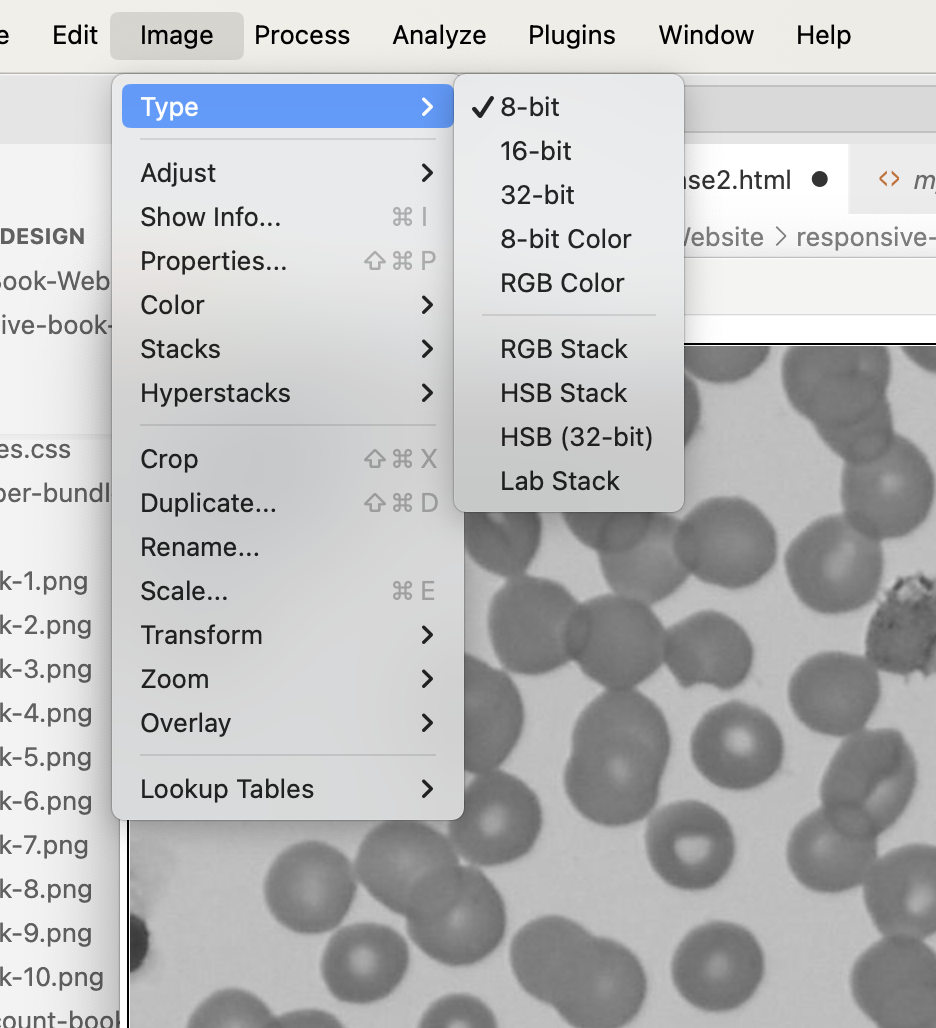 Edit Image Process Analyze Plugins Window Help
Type
Adjust
Show Info... ⌘ I
Properties... ⇧ ⌘ P
Color
Stacks
Hyperstacks
Crop ⇧ ⌘ X
Duplicate... ⇧ ⌘ D
Rename...
Scale... ⌘ E
Transform
Zoom
Overlay
Lookup Tables
✓ 8-bit
16-bit
32-bit
8-bit Color
RGB Color
RGB Stack
HSB Stack
HSB (32-bit)
Lab Stack
se2.html ●
ebsite > responsive-
DESIGN
ook-Web
ive-book-
es.css
per-bundl
k-1.png
k-2.png
k-3.png
k-4.png
k-5.png
k-6.png
k-7.png
k-8.png
k-9.png
k-10.png
count-book